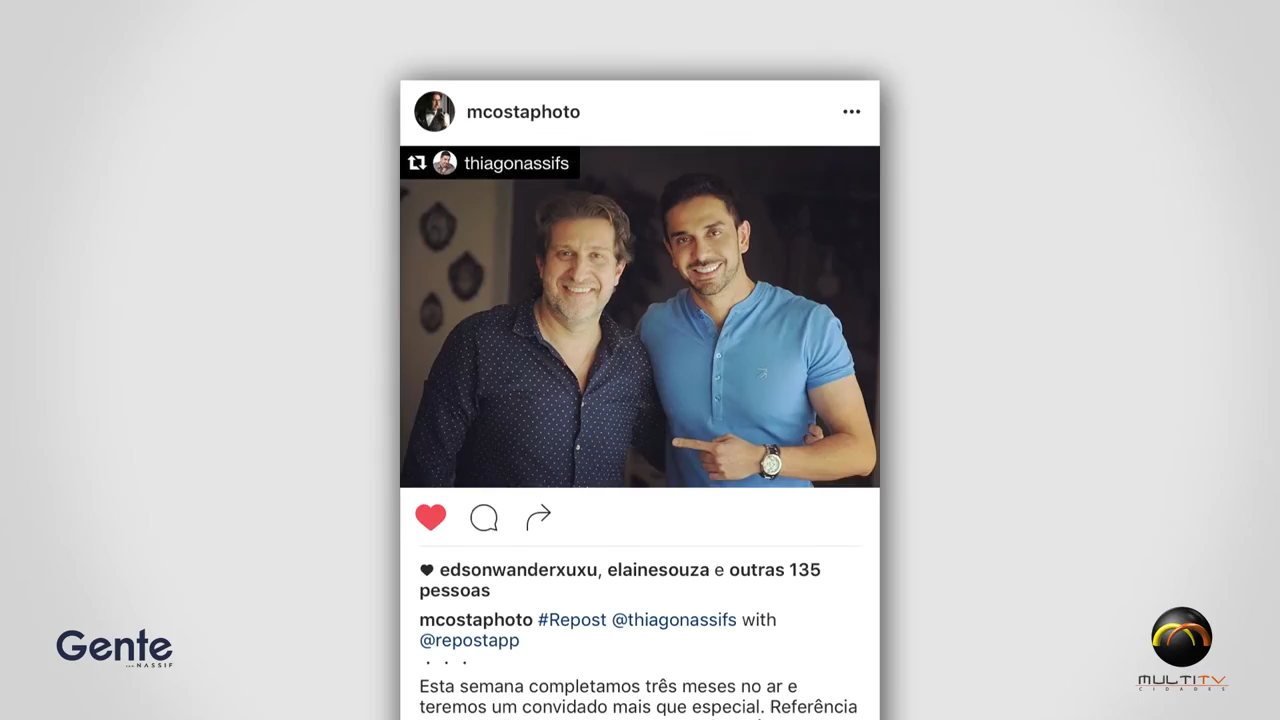 mcostaphoto
thiagonassifs
edsonwanderxuxu, elainesouza e outras 135
pessoas
mcostaphoto #Repost @thiagonassifs with
@repostapp
. . .
Esta semana completamos três meses no ar e
teremos um convidado mais que especial. Referência
Gente
NASSIF
MULTITV
CIDADES